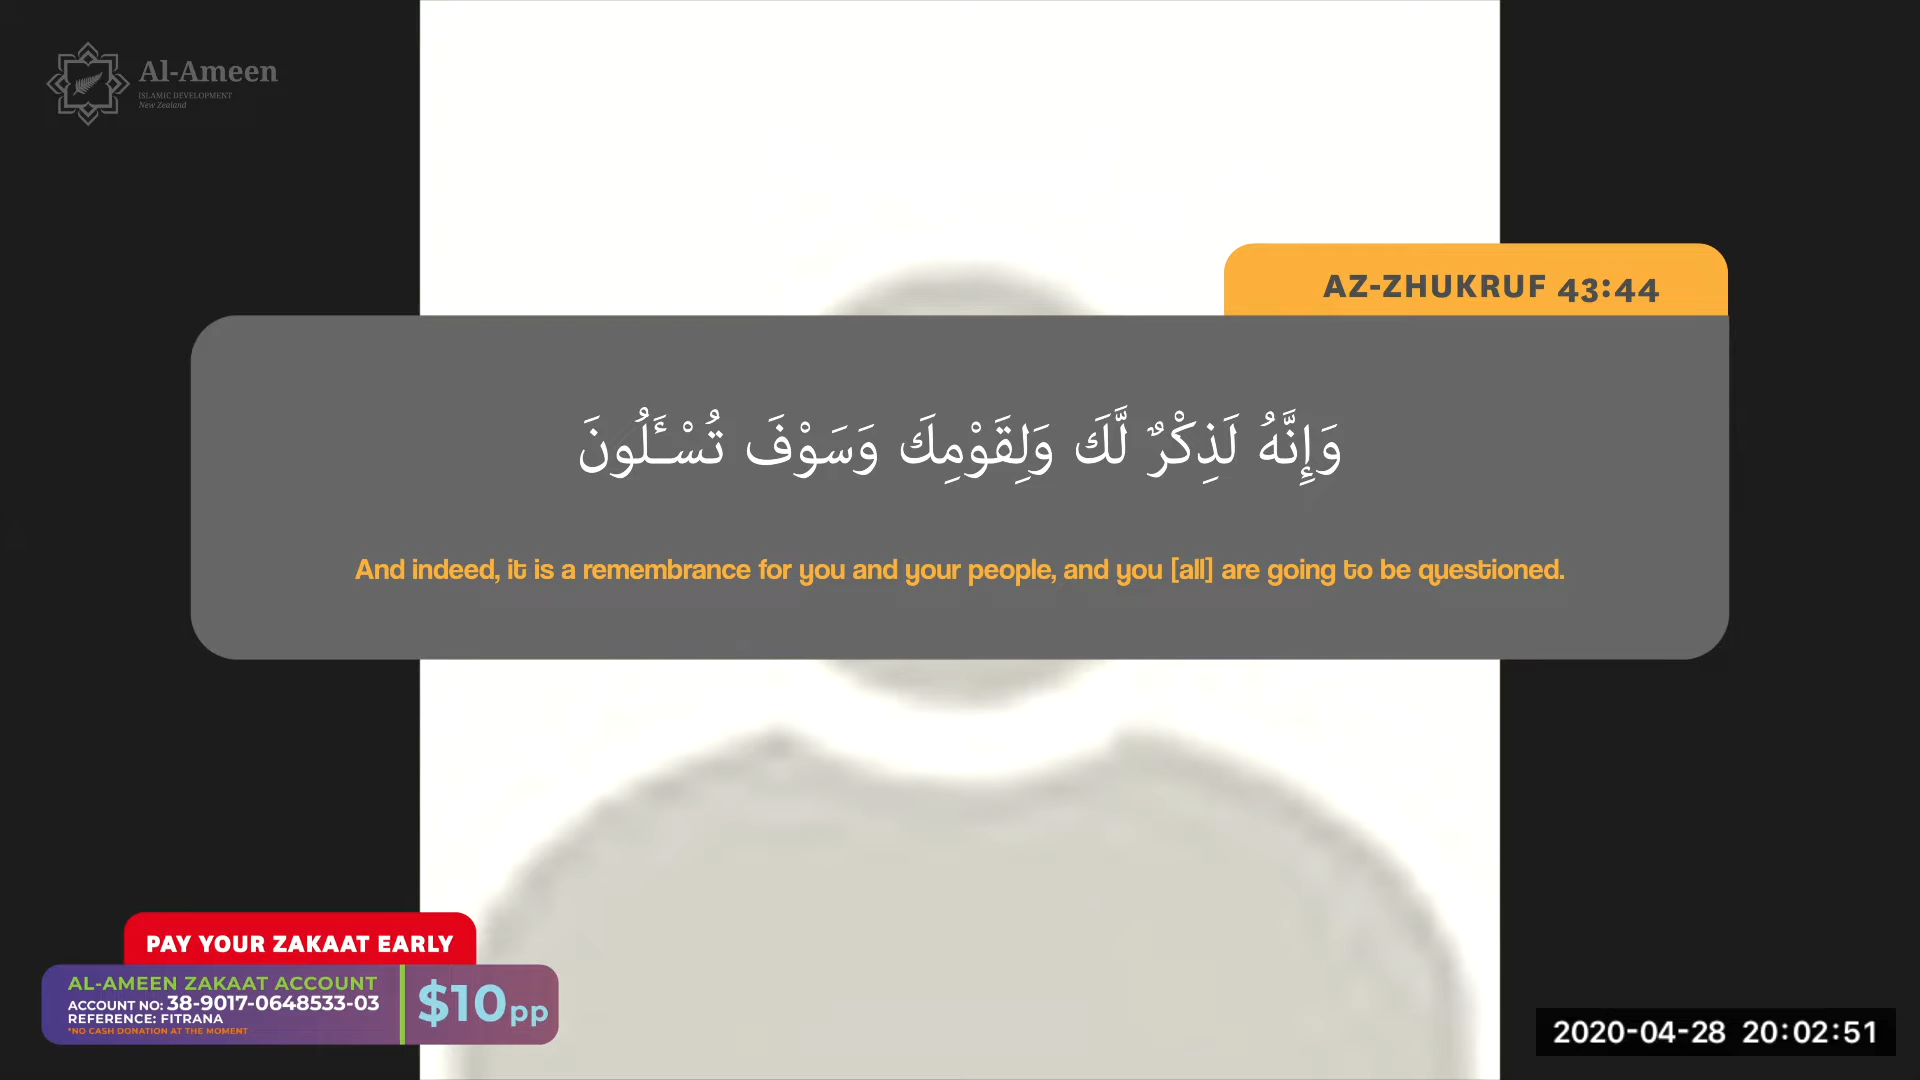 Al-Ameen
ISLAMIC DEVELOPMENT
New Zealand
AZ-ZHUKRUF 43:44
وَإِنَّهُ لَذِكْرٌ لَّكَ وَلِقَوْمِكَ وَسَوْفَ تُسْـَٔلُونَ
And indeed, it is a remembrance for you and your people, and you [all] are going to be questioned.
PAY YOUR ZAKAAT EARLY
AL-AMEEN ZAKAAT ACCOUNT
ACCOUNT NO: 38-9017-0648533-03
REFERENCE: FITRANA
*NO CASH DONATION AT THE MOMENT
$10pp
2020-04-28 20:02:51